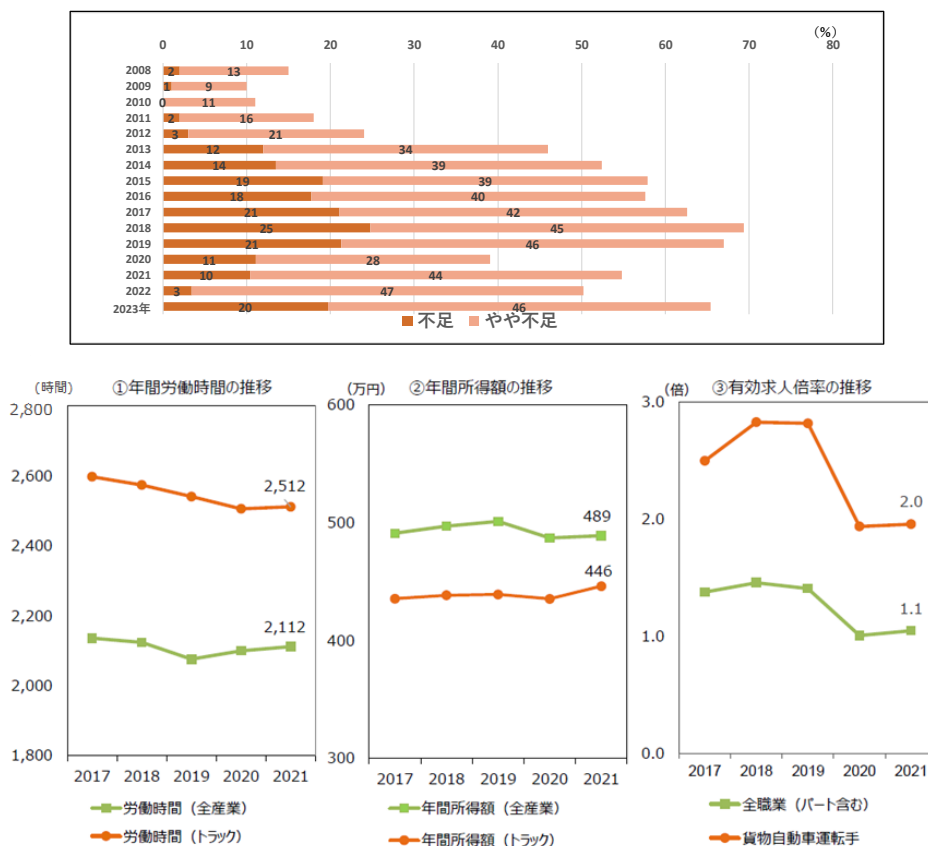 (%)
0 10 20 30 40 50 60 70 80
2008 2 13
2009 1 9
2010 0 11
2011 2 16
2012 3 21
2013 12 34
2014 14 39
2015 19 39
2016 18 40
2017 21 42
2018 25 45
2019 21 46
2020 11 28
2021 10 44
2022 3 47
2023年 20 46
不足 やや不足
(時間) ①年間労働時間の推移
2,800
2,600
2,400
2,200
2,000
1,800
2,512
2,112
2017 2018 2019 2020 2021
労働時間（全産業）
労働時間（トラック）
(万円) ②年間所得額の推移
600
500
400
300
489
446
2017 2018 2019 2020 2021
年間所得額（全産業）
年間所得額（トラック）
(倍) ③有効求人倍率の推移
3.0
2.0
1.0
0.0
2.0
1.1
2017 2018 2019 2020 2021
全職業（パート含む）
貨物自動車運転手